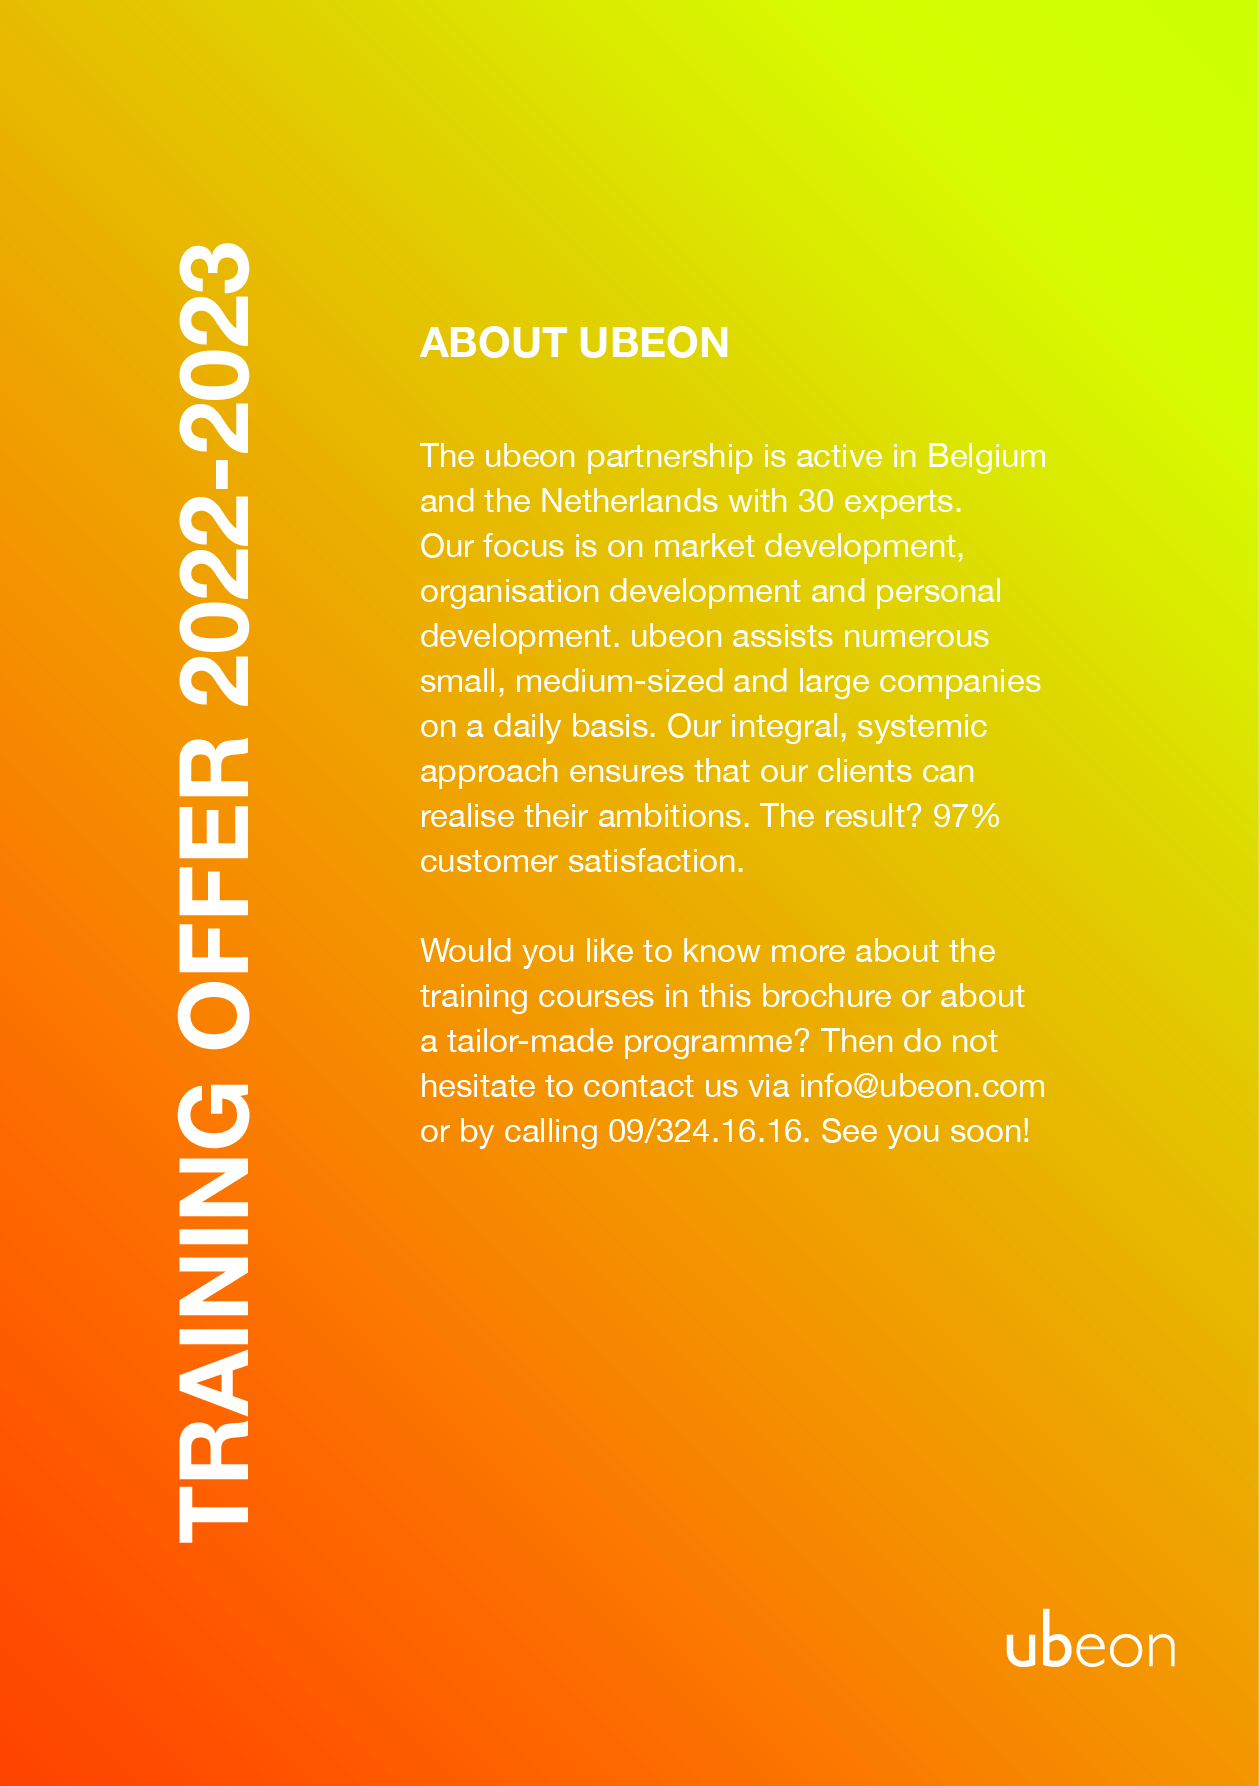 TRAINING OFFER 2022-2023
ABOUT UBEON
The ubeon partnership is active in Belgium
and the Netherlands with 30 experts.
Our focus is on market development,
organisation development and personal
development. ubeon assists numerous
small, medium-sized and large companies
on a daily basis. Our integral, systemic
approach ensures that our clients can
realise their ambitions. The result? 97%
customer satisfaction.
Would you like to know more about the
training courses in this brochure or about
a tailor-made programme? Then do not
hesitate to contact us via info@ubeon.com
or by calling 09/324.16.16. See you soon!
ubeon